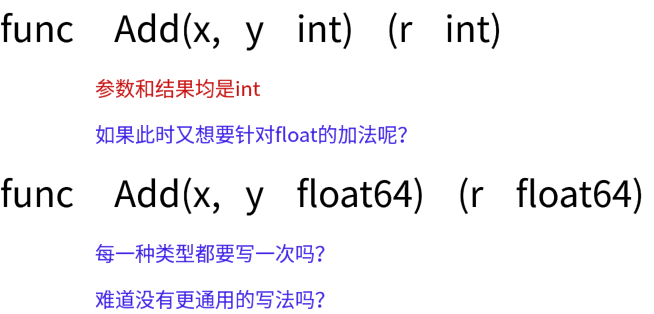 func Add(x, y int) (r int)
参数和结果均是int
如果此时又想要针对float的加法呢？
func Add(x, y float64) (r float64)
每一种类型都要写一次吗？
难道没有更通用的写法吗？